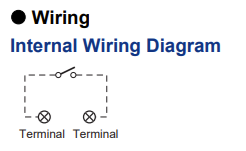 ● Wiring
Internal Wiring Diagram
Terminal Terminal